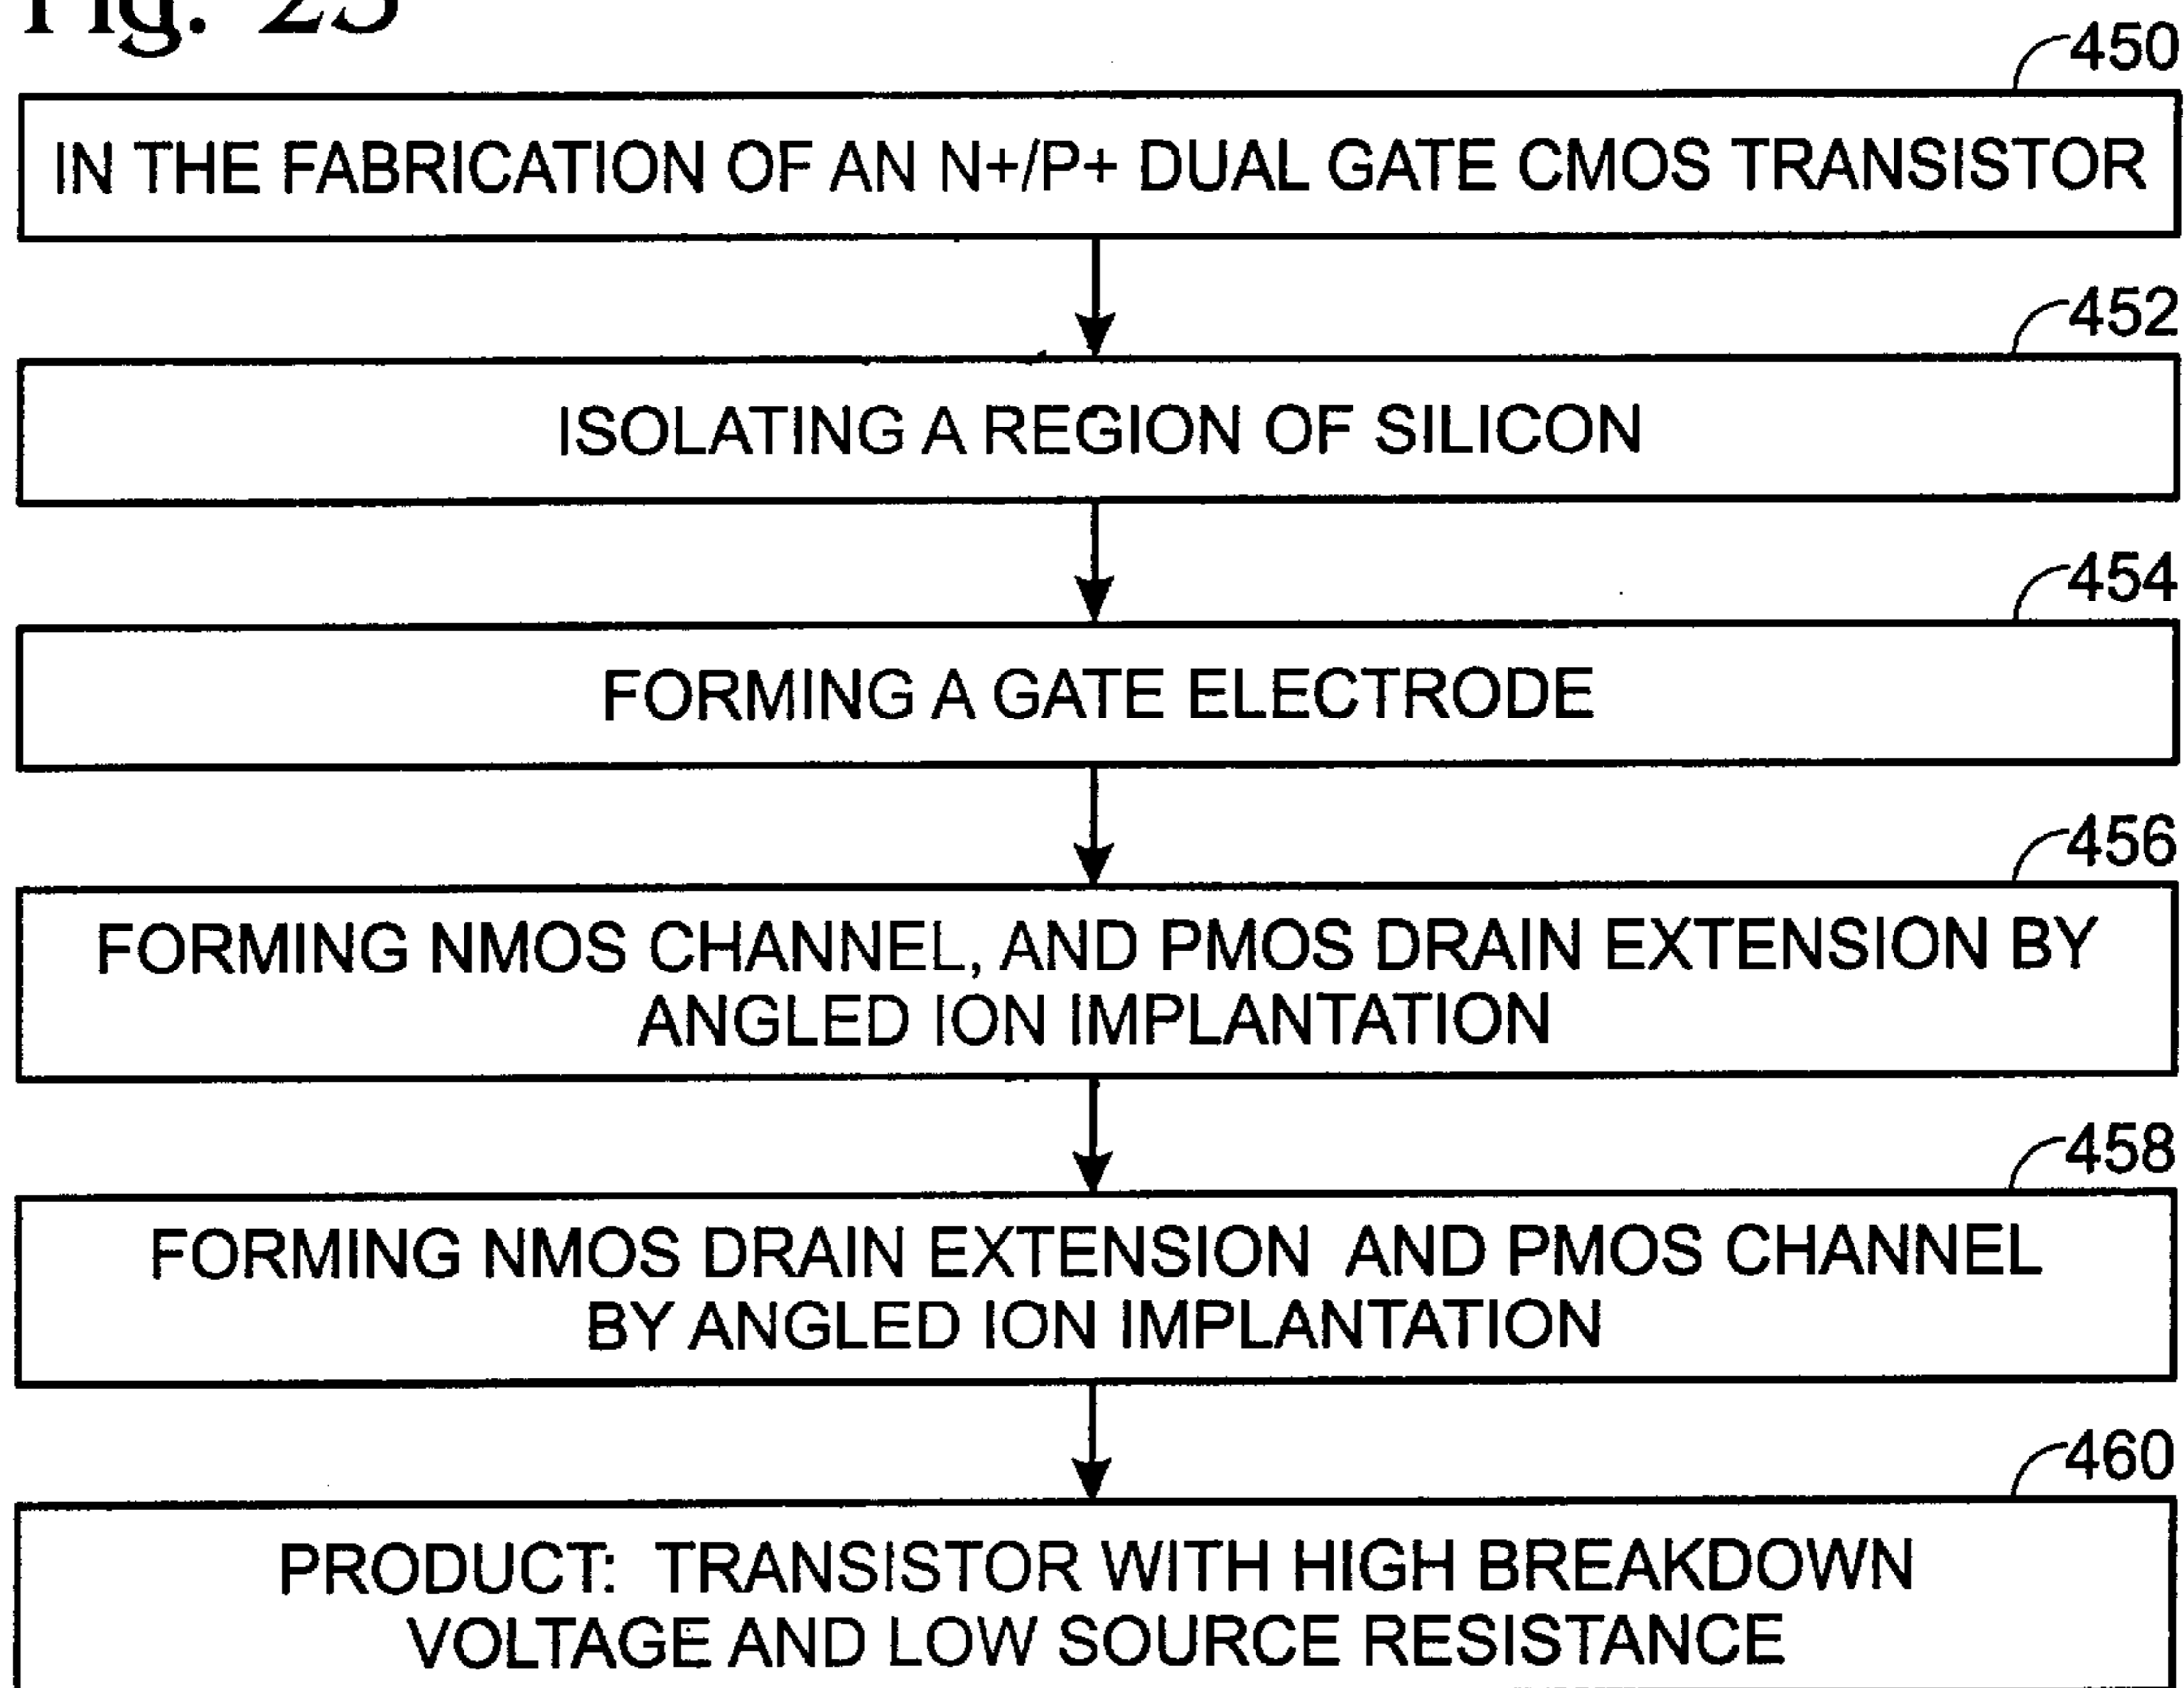 Fig. 23
450
IN THE FABRICATION OF AN N+/P+ DUAL GATE CMOS TRANSISTOR
452
ISOLATING A REGION OF SILICON
454
FORMING A GATE ELECTRODE
456
FORMING NMOS CHANNEL, AND PMOS DRAIN EXTENSION BY
ANGLED ION IMPLANTATION
458
FORMING NMOS DRAIN EXTENSION AND PMOS CHANNEL
BY ANGLED ION IMPLANTATION
460
PRODUCT: TRANSISTOR WITH HIGH BREAKDOWN
VOLTAGE AND LOW SOURCE RESISTANCE